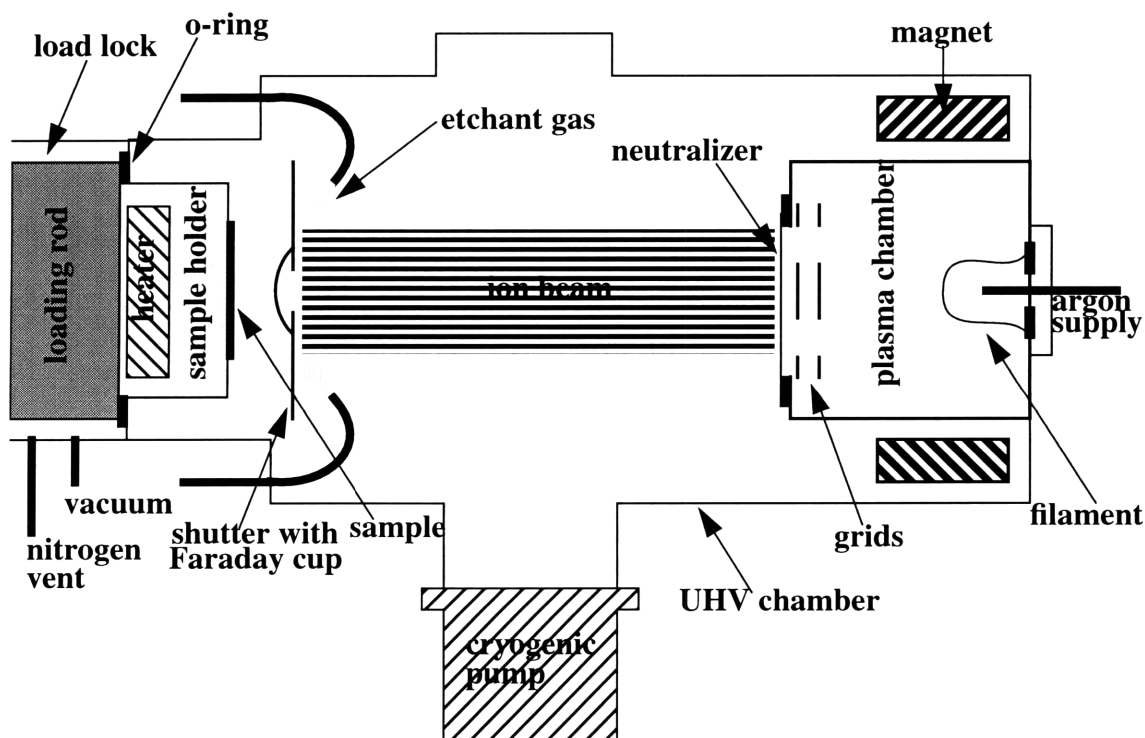 load lock
o-ring
magnet
etchant gas
neutralizer
loading rod
heater
sample holder
ion beam
plasma chamber
argon
supply
vacuum
nitrogen
vent
shutter with
Faraday cup
sample
grids
filament
UHV chamber
cryogenic
pump